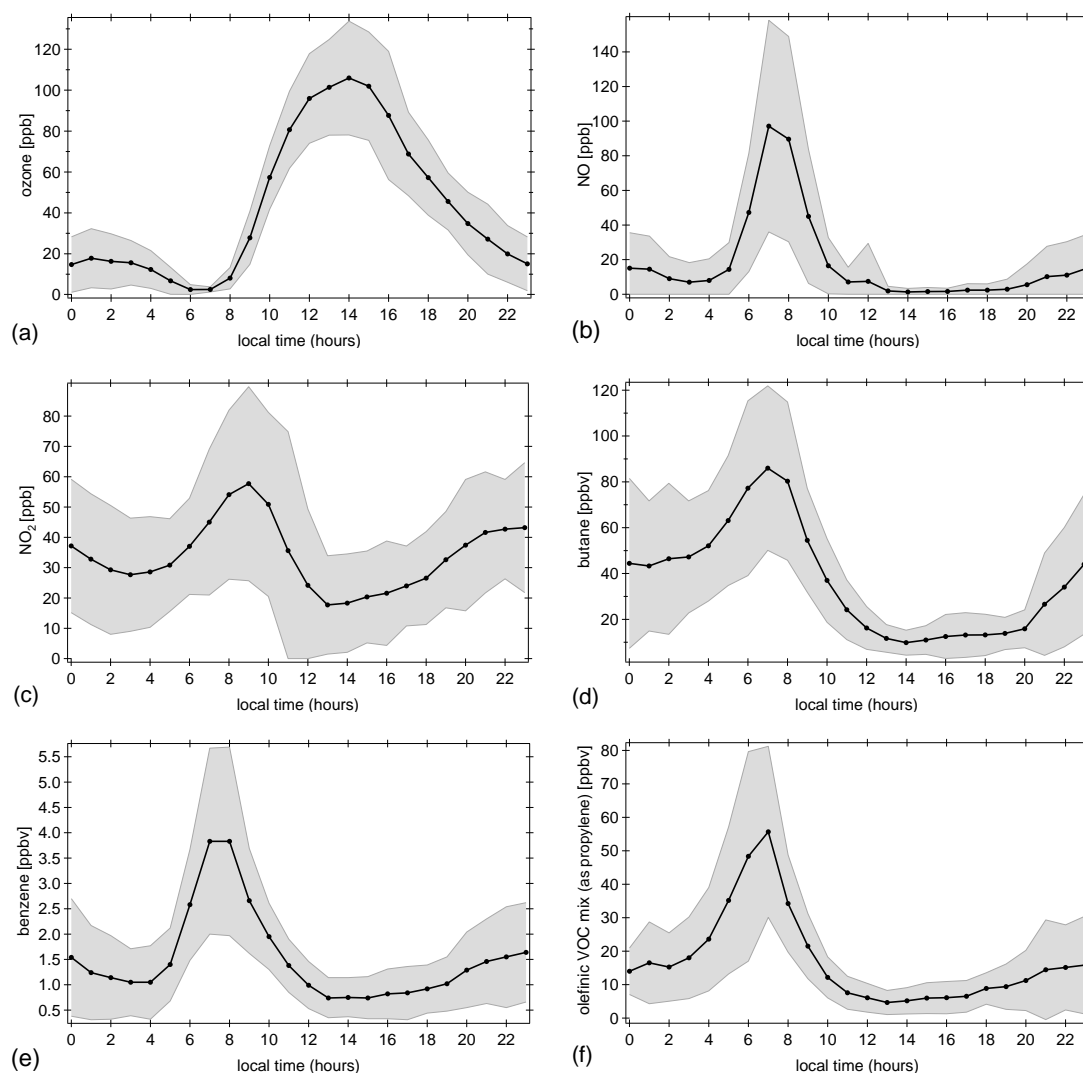 120
100
80
60
40
20
0
ozone [ppb]
0 2 4 6 8 10 12 14 16 18 20 22
local time (hours)
(a)
140
120
100
80
60
40
20
0
NO [ppb]
0 2 4 6 8 10 12 14 16 18 20 22
local time (hours)
(b)
80
70
60
50
40
30
20
10
0
NO2 [ppb]
0 2 4 6 8 10 12 14 16 18 20 22
local time (hours)
(c)
120
100
80
60
40
20
butane [ppbv]
0 2 4 6 8 10 12 14 16 18 20 22
local time (hours)
(d)
5.5
5.0
4.5
4.0
3.5
3.0
2.5
2.0
1.5
1.0
0.5
benzene [ppbv]
0 2 4 6 8 10 12 14 16 18 20 22
local time (hours)
(e)
80
70
60
50
40
30
20
10
0
olefinic VOC mix (as propylene) [ppbv]
0 2 4 6 8 10 12 14 16 18 20 22
local time (hours)
(f)